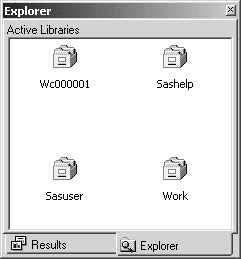 Explorer
Active Libraries
Wc000001
Sashelp
Sasuser
Work
Results
Explorer